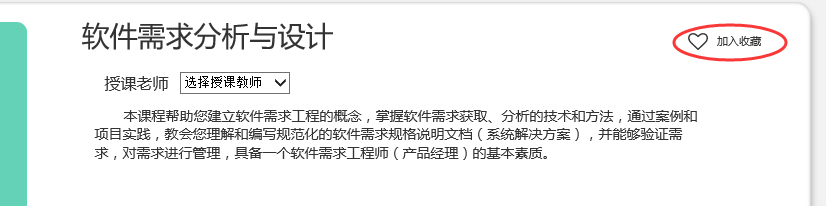 软件需求分析与设计
加入收藏
授课老师 选择授课教师
本课程帮助您建立软件需求工程的概念，掌握软件需求获取、分析的技术和方法，通过案例和
项目实践，教会您理解和编写规范化的软件需求规格说明文档（系统解决方案），并能够验证需
求，对需求进行管理，具备一个软件需求工程师（产品经理）的基本素质。